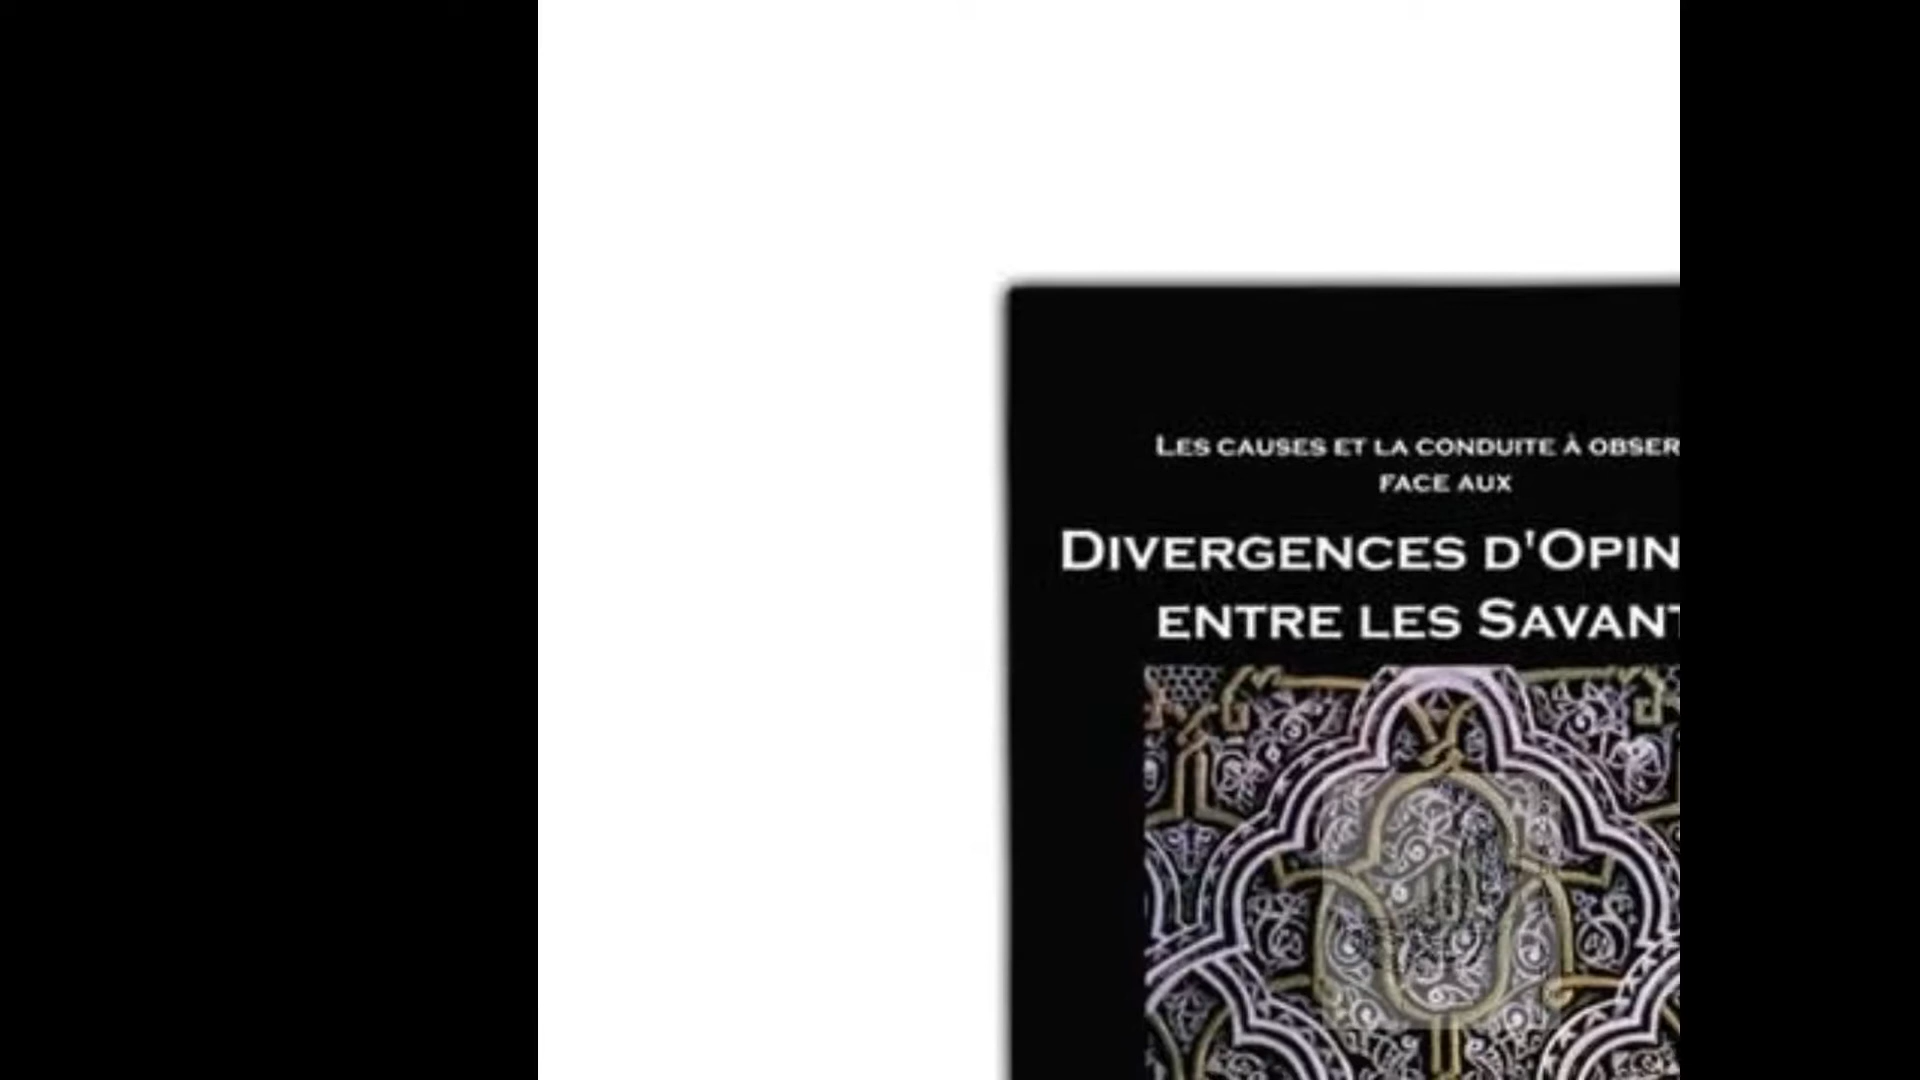 LES CAUSES ET LA CONDUITE À OBSER
FACE AUX
DIVERGENCES D'OPIN
ENTRE LES SAVANT